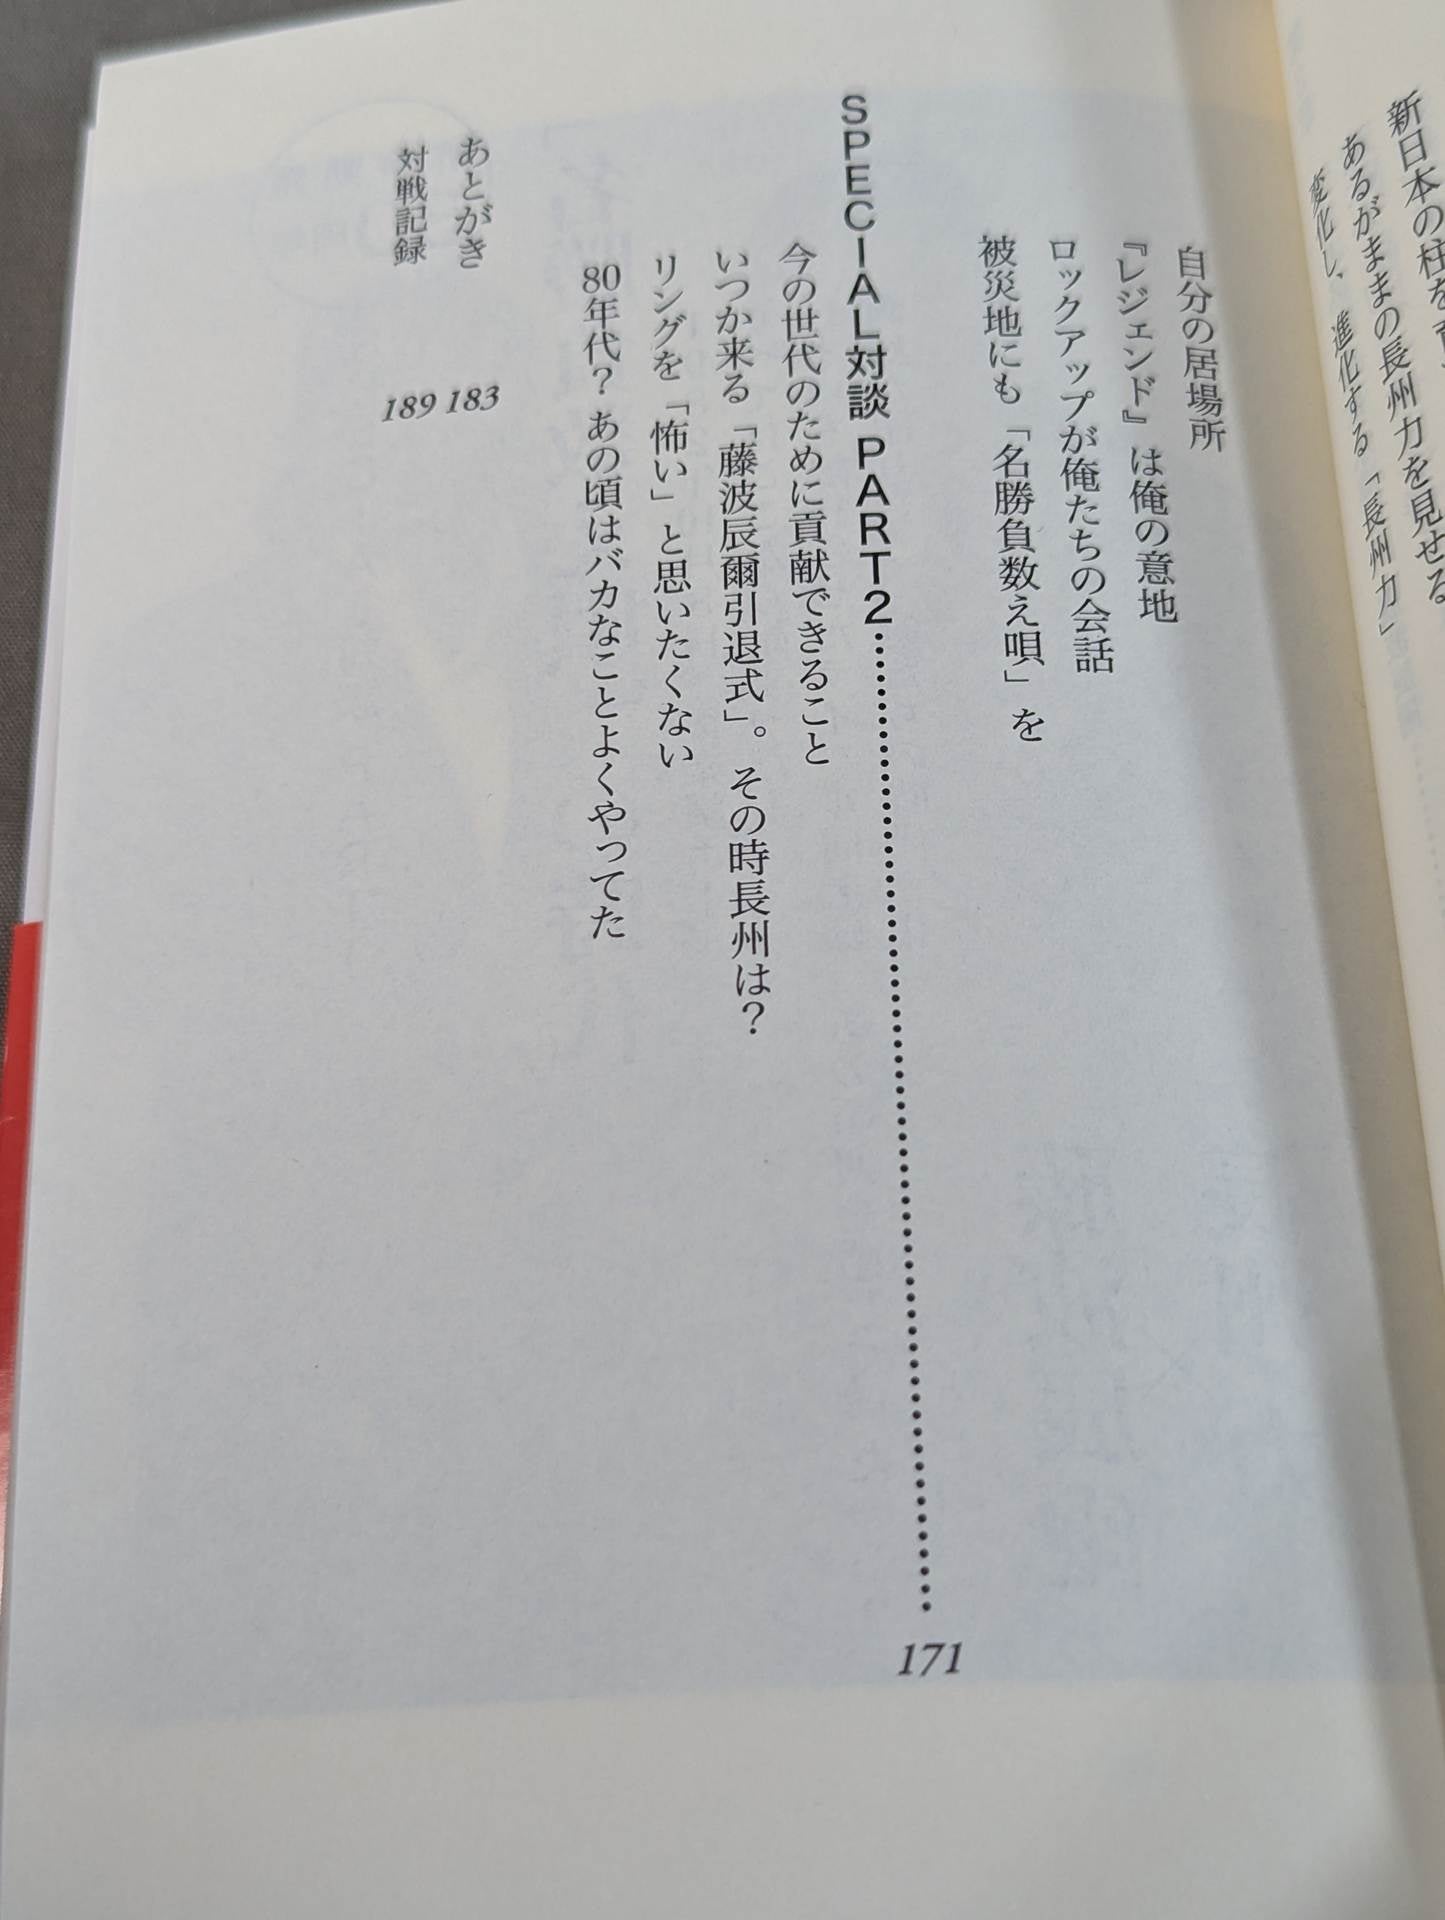 新日本の柱を
あるがままの長州力を見せる
変化し、進化する「長州力」
自分の居場所
『レジェンド』は俺の意地
ロックアップが俺たちの会話
被災地にも「名勝負数え唄」を
SPECIAL対談 PART2 171
今の世代のために貢献できること
いつか来る「藤波辰爾引退式」。その時長州は?
リングを「怖い」と思いたくない
80年代? あの頃はバカなことよくやってた
あとがき 183
対戦記録 189